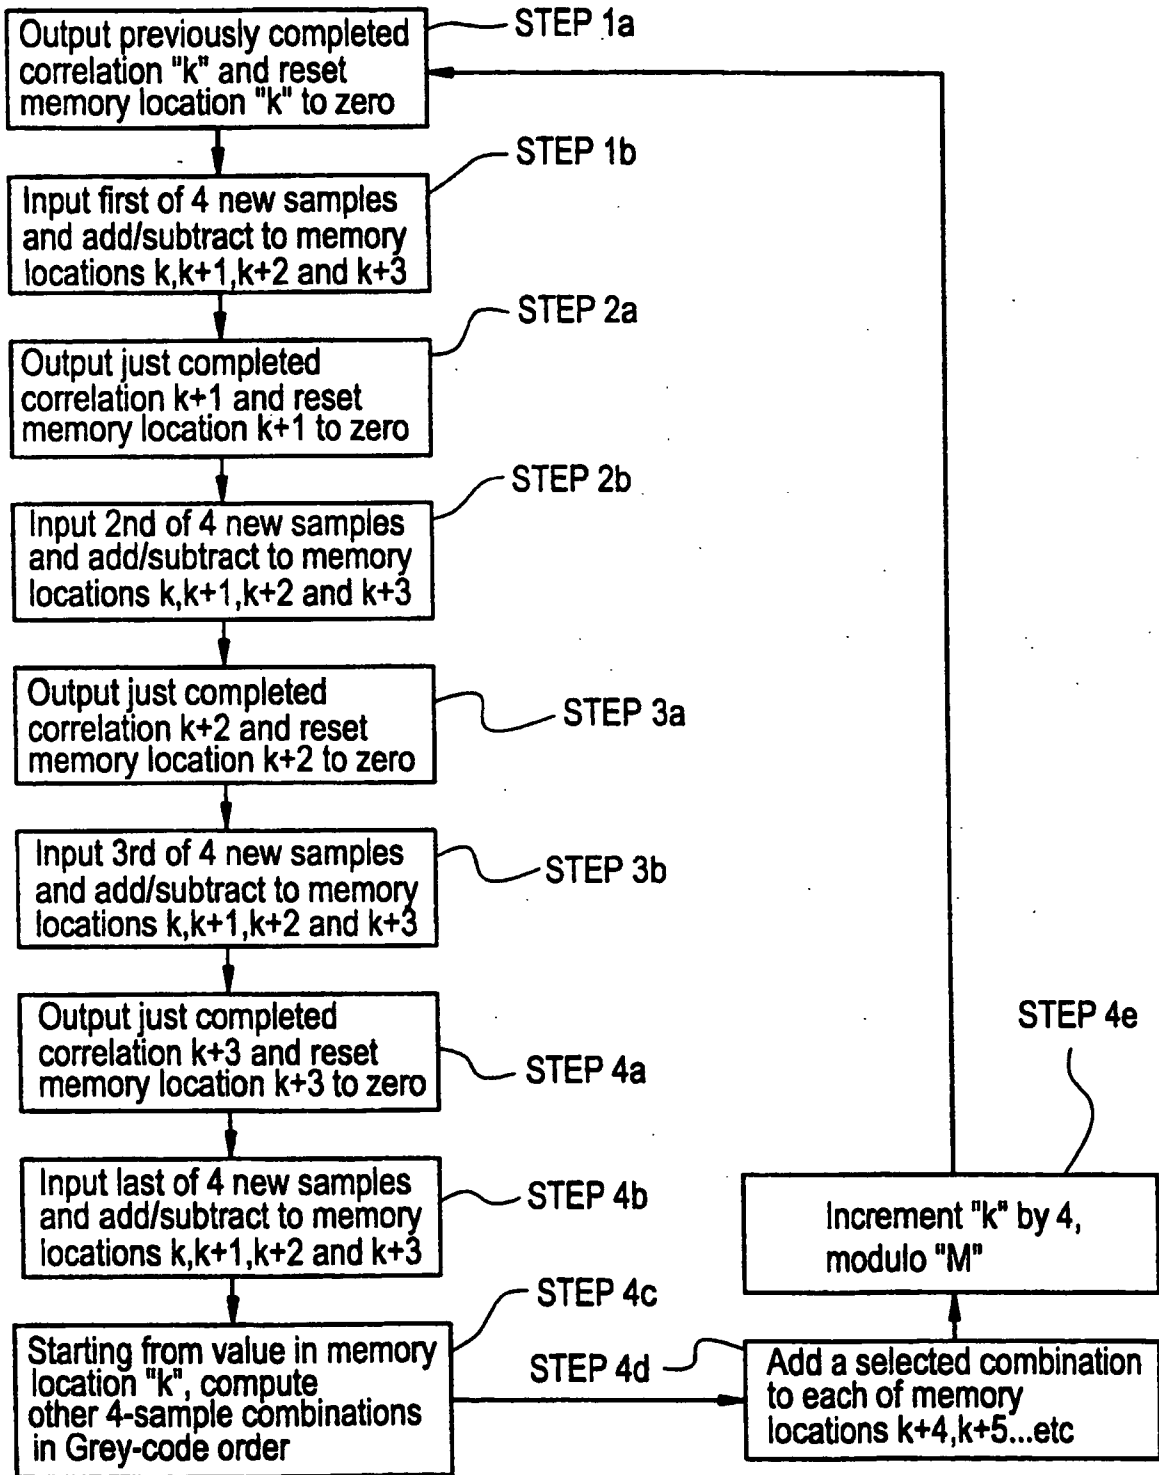 Output previously completed
correlation "k" and reset
memory location "k" to zero
STEP 1a
Input first of 4 new samples
and add/subtract to memory
locations k,k+1,k+2 and k+3
STEP 1b
Output just completed
correlation k+1 and reset
memory location k+1 to zero
STEP 2a
Input 2nd of 4 new samples
and add/subtract to memory
locations k,k+1,k+2 and k+3
STEP 2b
Output just completed
correlation k+2 and reset
memory location k+2 to zero
STEP 3a
Input 3rd of 4 new samples
and add/subtract to memory
locations k,k+1,k+2 and k+3
STEP 3b
Output just completed
correlation k+3 and reset
memory location k+3 to zero
STEP 4a
Input last of 4 new samples
and add/subtract to memory
locations k,k+1,k+2 and k+3
STEP 4b
Starting from value in memory
location "k", compute
other 4-sample combinations
in Grey-code order
STEP 4c
STEP 4d
Add a selected combination
to each of memory
locations k+4,k+5...etc
Increment "k" by 4,
modulo "M"
STEP 4e